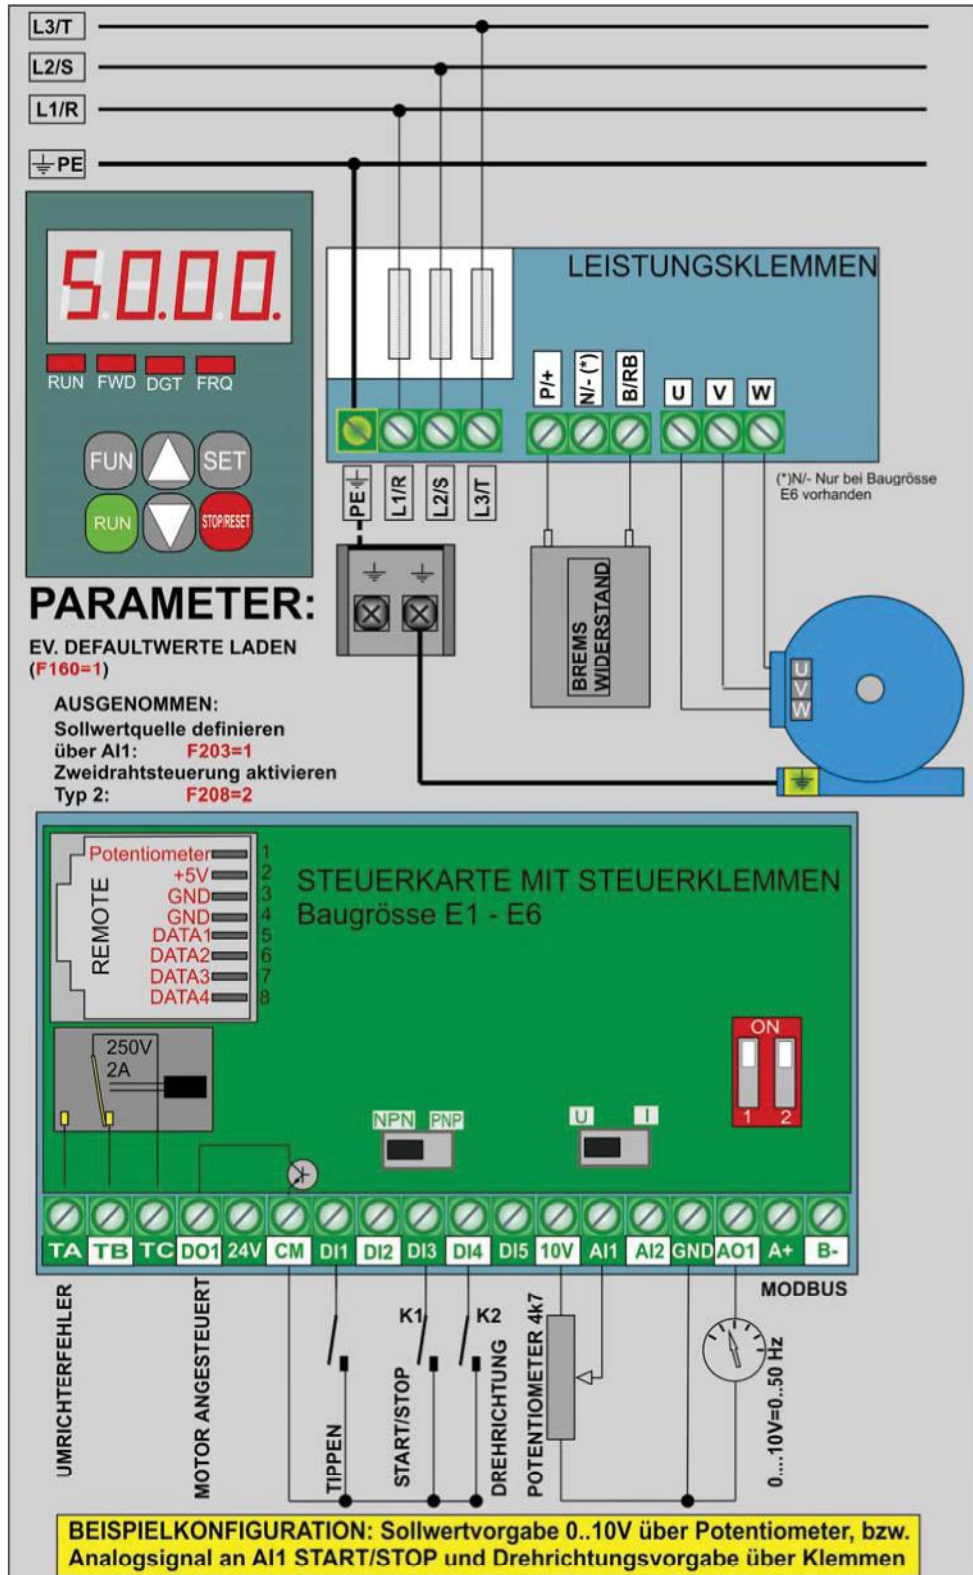 L3/T
L2/S
L1/R
PE
50.00.
RUN FWD DGT FRQ
FUN SET
RUN STOP/RESET
LEISTUNGSKLEMMEN
P/+ N/- (*) B/RB U V W
PE L1/R L2/S L3/T
(*)N/- Nur bei Baugrösse
E6 vorhanden
BREMS
WIDERSTAND
U
V
W
PARAMETER:
EV. DEFAULTWERTE LADEN
(F160=1)
AUSGENOMMEN:
Sollwertquelle definieren
über AI1: F203=1
Zweidrahtsteuerung aktivieren
Typ 2: F208=2
REMOTE
Potentiometer 1
+5V 2
GND 3
GND 4
DATA1 5
DATA2 6
DATA3 7
DATA4 8
STEUERKARTE MIT STEUERKLEMMEN
Baugrösse E1 - E6
250V
2A
NPN PNP
U I
ON
1 2
TA TB TC DO1 24V CM DI1 DI2 DI3 DI4 DI5 10V AI1 AI2 GND AO1 A+ B-
MODBUS
UMRICHTERFEHLER
MOTOR ANGESTEUERT
TIPPEN
K1
START/STOP
K2
DREHRICHTUNG
POTENTIOMETER 4k7
0....10V=0..50 Hz
BEISPIELKONFIGURATION: Sollwertvorgabe 0..10V über Potentiometer, bzw.
Analogsignal an AI1 START/STOP und Drehrichtungsvorgabe über Klemmen